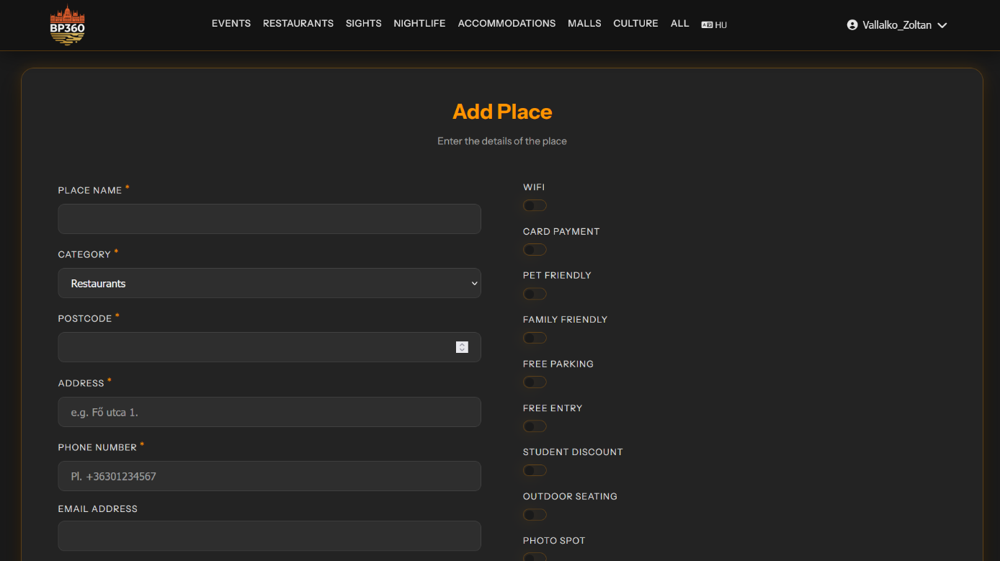 BP360
EVENTS RESTAURANTS SIGHTS NIGHTLIFE ACCOMMODATIONS MALLS CULTURE ALL HU
Vallalko_Zoltan
Add Place
Enter the details of the place
PLACE NAME *
CATEGORY *
Restaurants
POSTCODE *
ADDRESS *
e.g. Fő utca 1.
PHONE NUMBER *
Pl. +36301234567
EMAIL ADDRESS
WIFI
CARD PAYMENT
PET FRIENDLY
FAMILY FRIENDLY
FREE PARKING
FREE ENTRY
STUDENT DISCOUNT
OUTDOOR SEATING
PHOTO SPOT